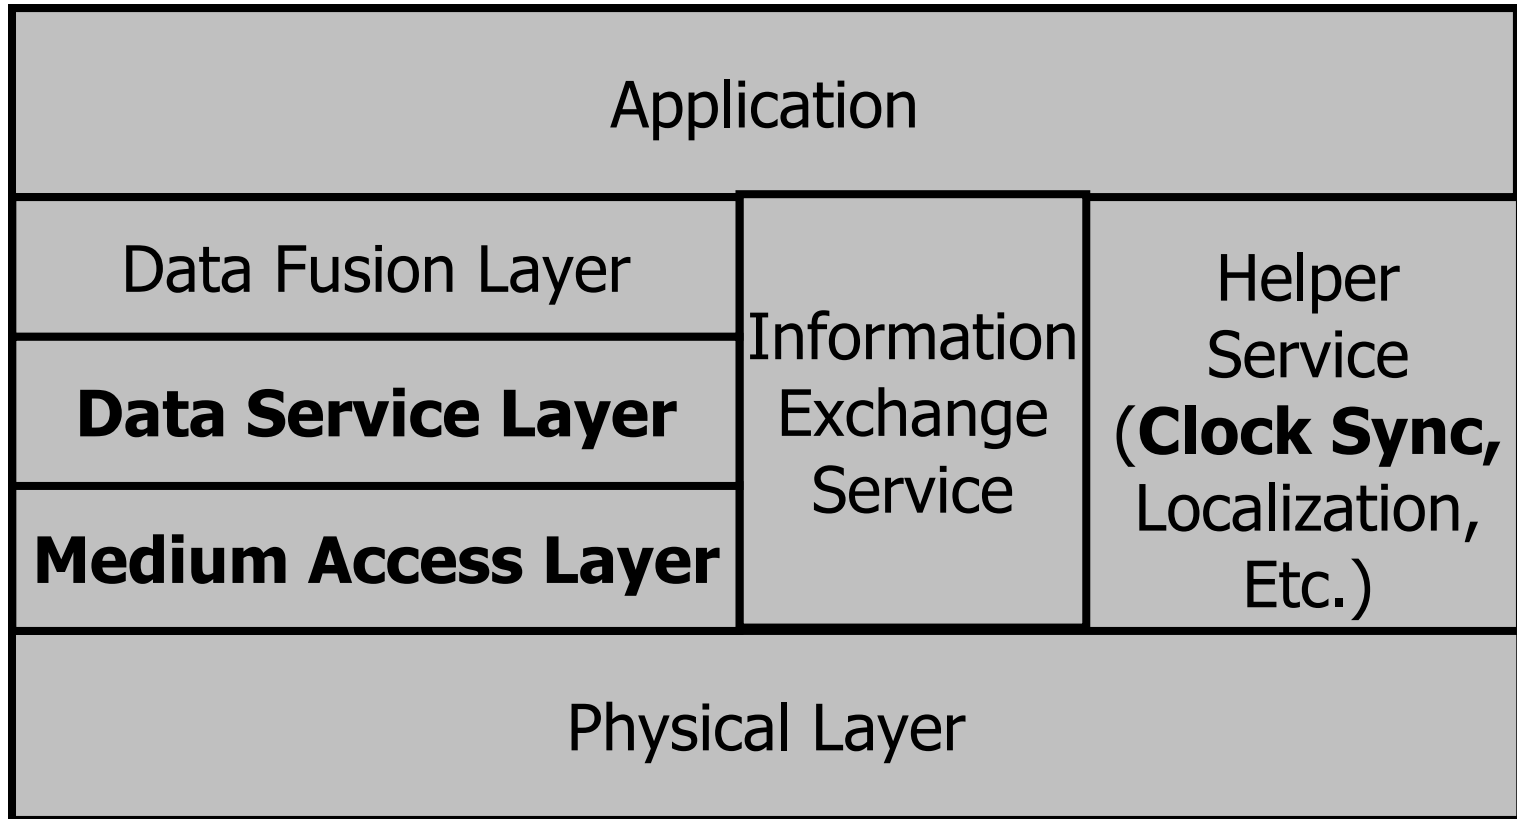 Application
Data Fusion Layer
Data Service Layer
Medium Access Layer
Information
Exchange
Service
Helper
Service
(Clock Sync,
Localization,
Etc.)
Physical Layer